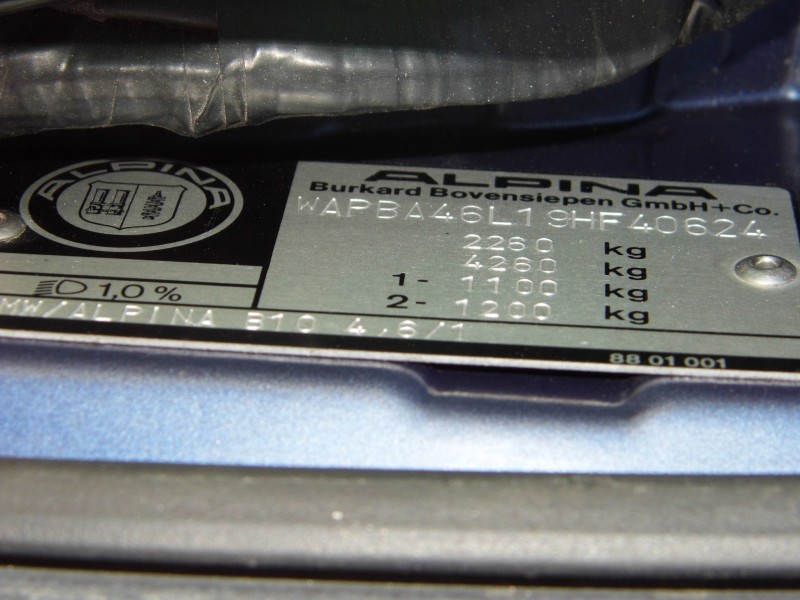 ALPINA
ALPINA
Burkard Bovensiepen GmbH+Co.
WAPBA46L19HF40624
2260 kg
4260 kg
1- 1100 kg
2- 1200 kg
1,0 %
MW/ALPINA B10 4,6/1
88 01 001